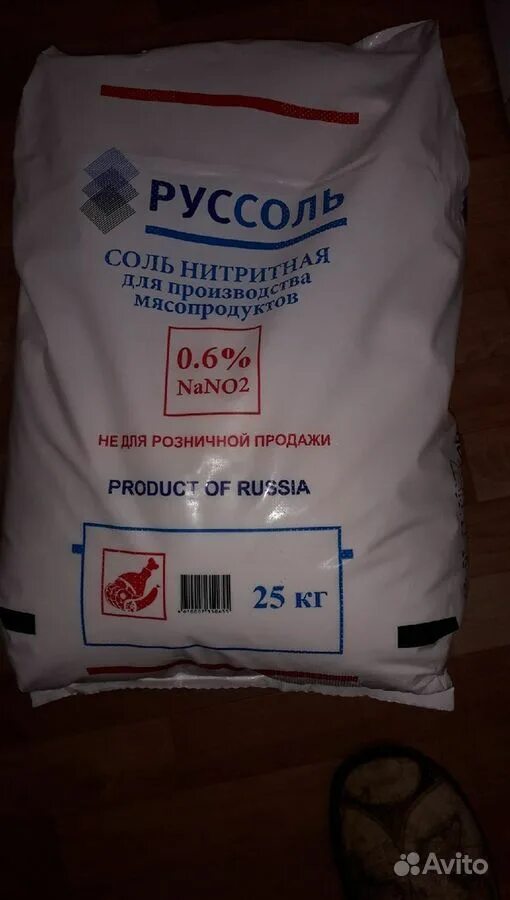 РУССОЛЬ
СОЛЬ НИТРИТНАЯ
для производства
мясопродуктов
0.6%
NaNO2
НЕ ДЛЯ РОЗНИЧНОЙ ПРОДАЖИ
PRODUCT OF RUSSIA
25 кг
Avito